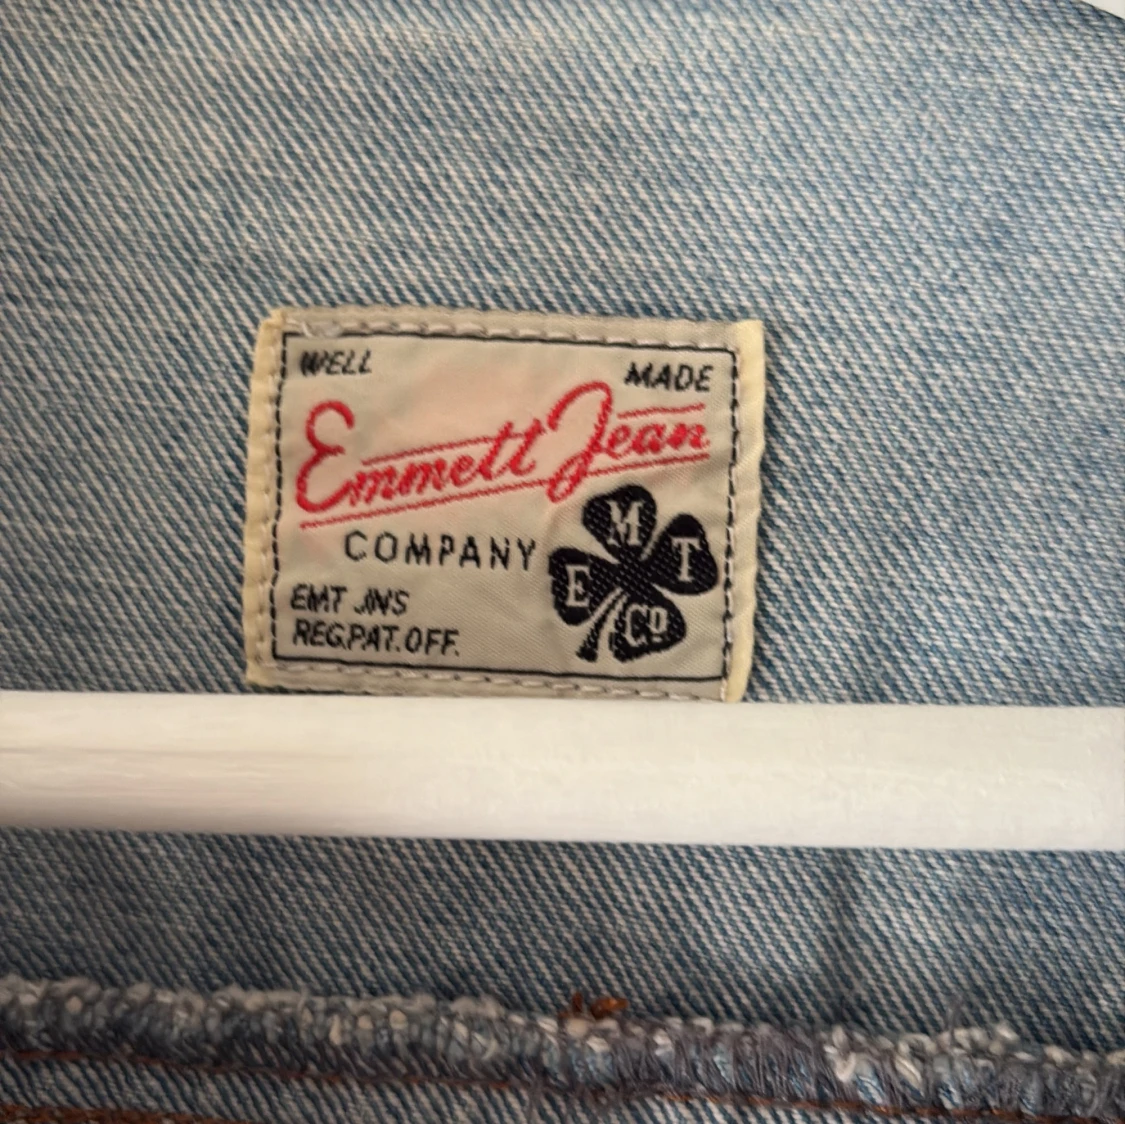 WELL MADE
Emmett Jean
COMPANY
EMT JNS
REG.PAT.OFF.
M
E T
CO